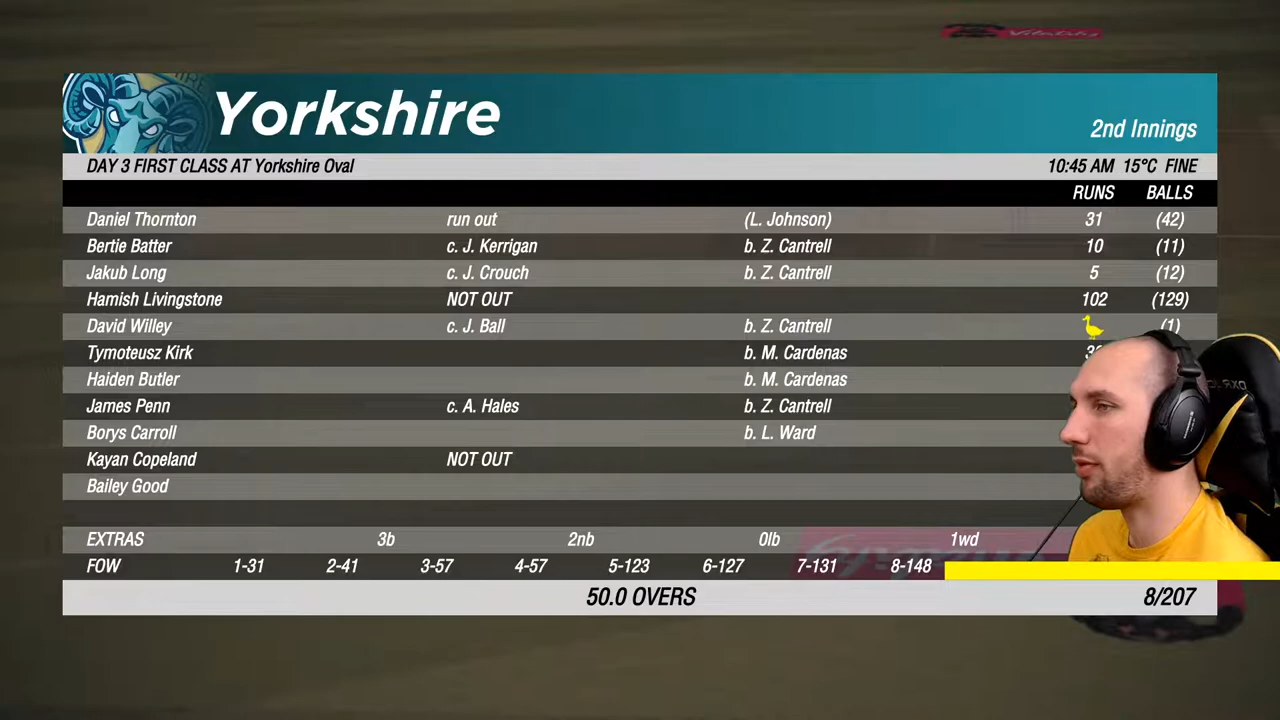 Yorkshire
2nd Innings
DAY 3 FIRST CLASS AT Yorkshire Oval 10:45 AM 15°C FINE
RUNS BALLS
Daniel Thornton run out (L. Johnson) 31 (42)
Bertie Batter c. J. Kerrigan b. Z. Cantrell 10 (11)
Jakub Long c. J. Crouch b. Z. Cantrell 5 (12)
Hamish Livingstone NOT OUT 102 (129)
David Willey c. J. Ball b. Z. Cantrell (1)
Tymoteusz Kirk b. M. Cardenas
Haiden Butler b. M. Cardenas
James Penn c. A. Hales b. Z. Cantrell
Borys Carroll b. L. Ward
Kayan Copeland NOT OUT
Bailey Good
EXTRAS 3b 2nb 0lb 1wd
FOW 1-31 2-41 3-57 4-57 5-123 6-127 7-131 8-148
50.0 OVERS 8/207